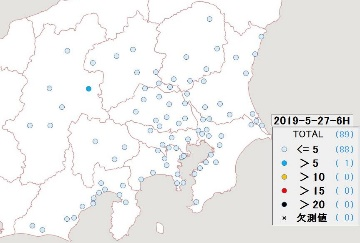 2019-5-27-6H
TOTAL (89)
<= 5 (88)
> 5 ( 1)
> 10 ( 0)
> 15 ( 0)
> 20 ( 0)
× 欠測値 ( 0)